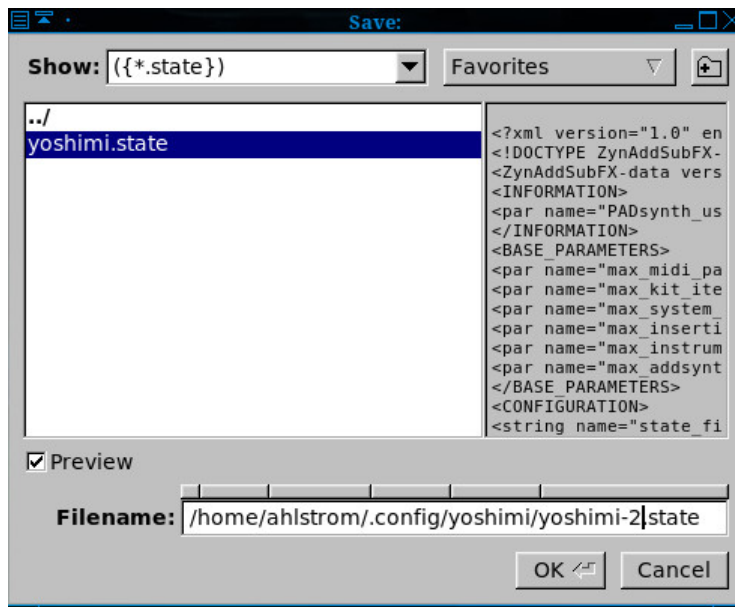 Save:
Show: ({*.state}) Favorites
../
yoshimi.state
<?xml version="1.0" en
<!DOCTYPE ZynAddSubFX-
<ZynAddSubFX-data vers
<INFORMATION>
<par name="PADsynth_us
</INFORMATION>
<BASE_PARAMETERS>
<par name="max_midi_pa
<par name="max_kit_ite
<par name="max_system_
<par name="max_inserti
<par name="max_instrum
<par name="max_addsynt
</BASE_PARAMETERS>
<CONFIGURATION>
<string name="state_fi
Preview
Filename: /home/ahlstrom/.config/yoshimi/yoshimi-2.state
OK Cancel